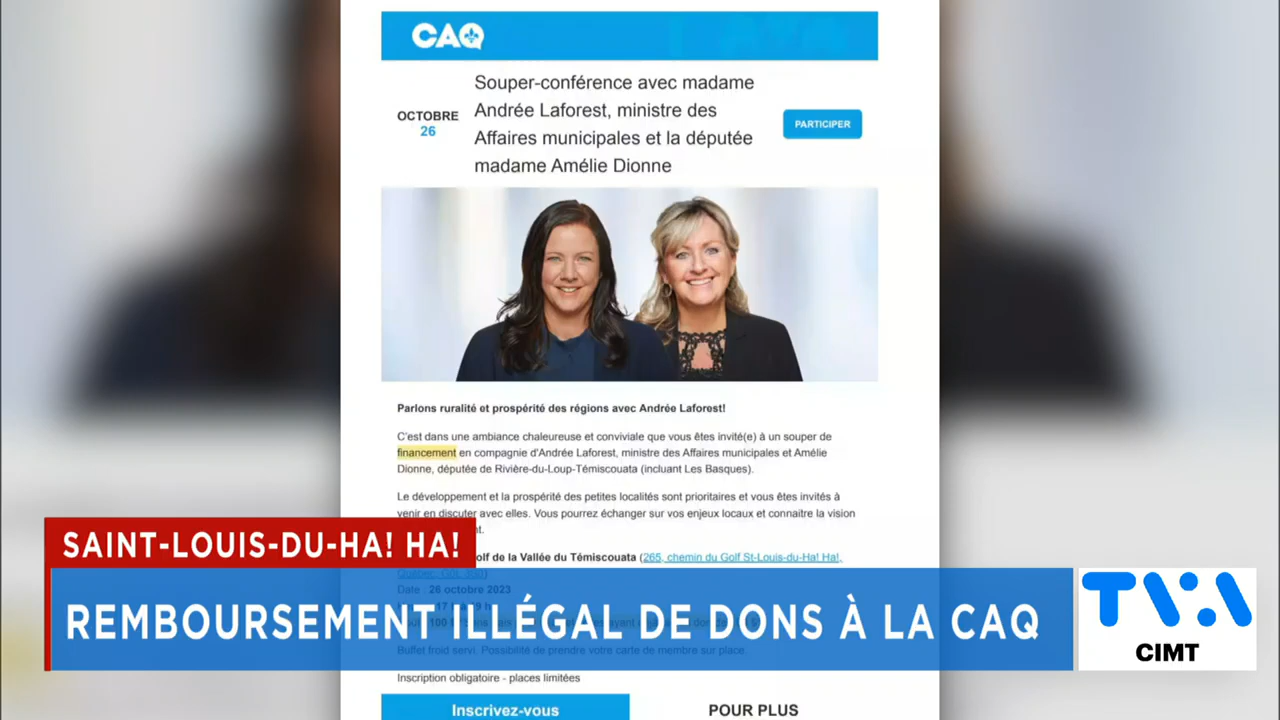 CAQ
OCTOBRE
26
Souper-conférence avec madame
Andrée Laforest, ministre des
Affaires municipales et la députée
madame Amélie Dionne
PARTICIPER
Parlons ruralité et prospérité des régions avec Andrée Laforest!
C'est dans une ambiance chaleureuse et conviviale que vous êtes invité(e) à un souper de
financement en compagnie d'Andrée Laforest, ministre des Affaires municipales et Amélie
Dionne, députée de Rivière-du-Loup-Témiscouata (incluant Les Basques).
Le développement et la prospérité des petites localités sont prioritaires et vous êtes invités à
venir en discuter avec elles. Vous pourrez échanger sur vos enjeux locaux et connaitre la vision
SAINT-LOUIS-DU-HA! HA!
olf de la Vallée du Témiscouata (265, chemin du Golf St-Louis-du-Ha! Ha!,
Date : 26 octobre 2023
REMBOURSEMENT ILLÉGAL DE DONS À LA CAQ
TVA
CIMT
Buffet froid servi. Possibilité de prendre votre carte de membre sur place.
Inscription obligatoire - places limitées
Inscrivez-vous
POUR PLUS